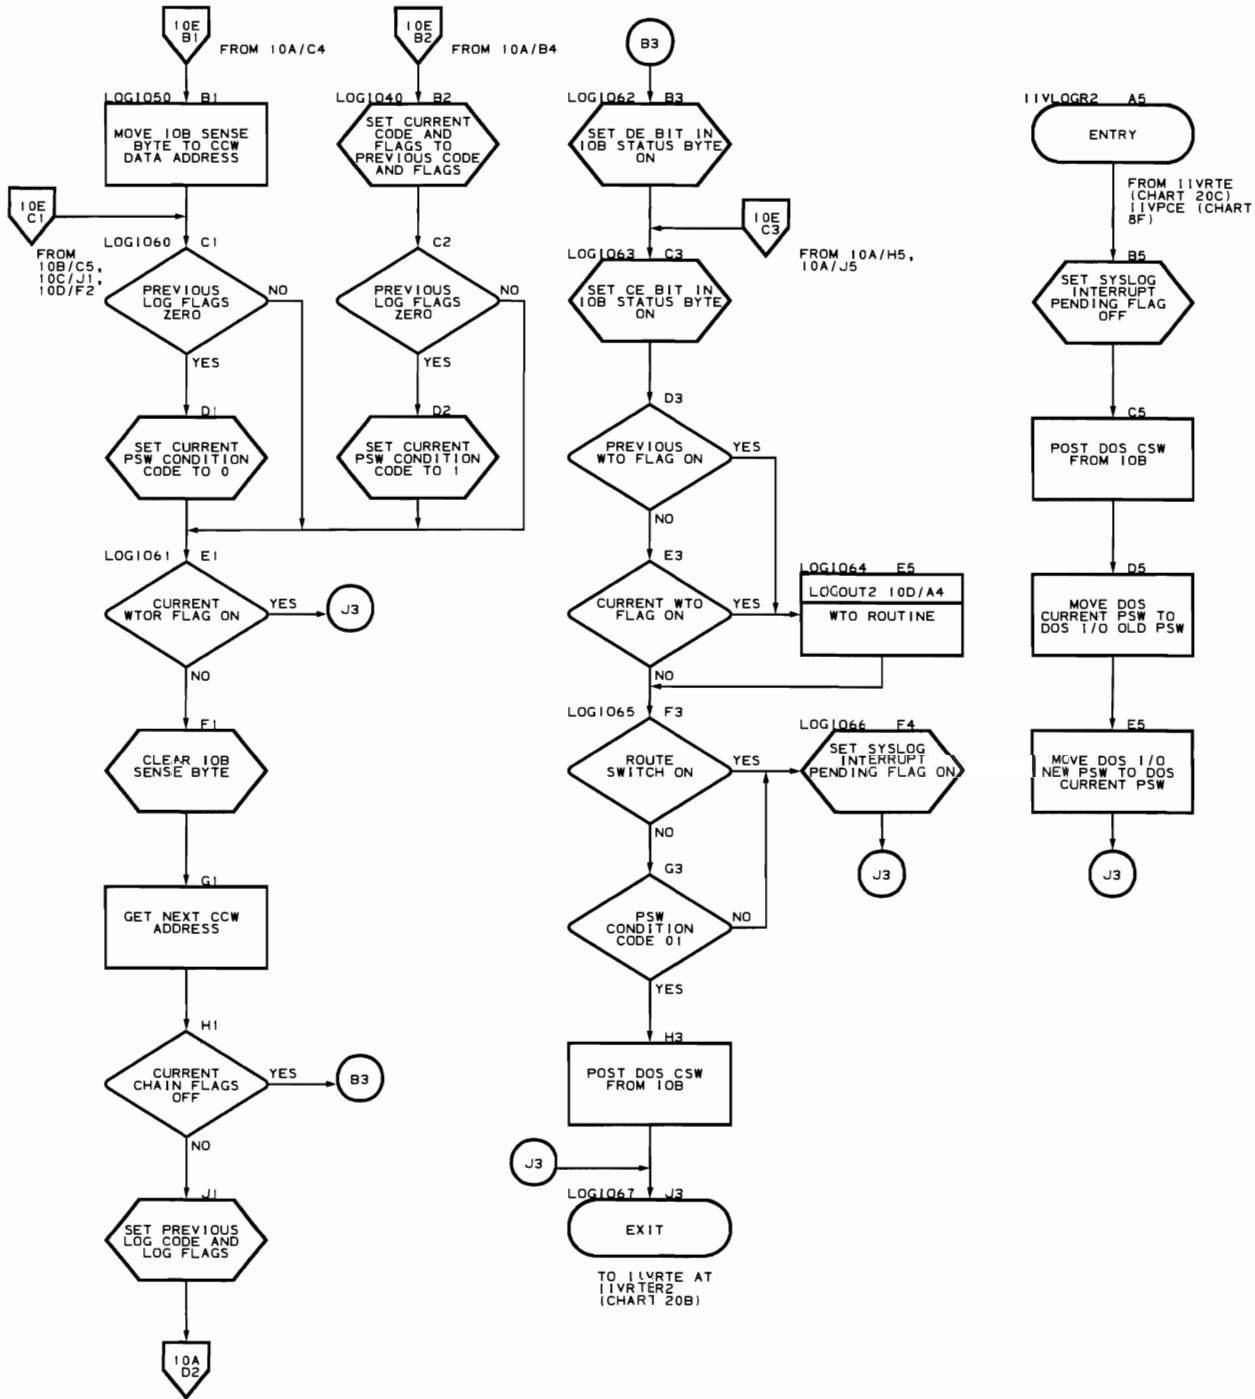 10E
B1
FROM 10A/C4
LOGIO50 B1
MOVE IOB SENSE
BYTE TO CCW
DATA ADDRESS
10E
C1
FROM
10B/C5,
10C/J1,
10D/F2
LOGIO60 C1
PREVIOUS
LOG FLAGS
ZERO
NO
YES
D1
SET CURRENT
PSW CONDITION
CODE TO 0
LOGIO61 E1
CURRENT
WTOR FLAG ON
YES
J3
NO
F1
CLEAR IOB
SENSE BYTE
G1
GET NEXT CCW
ADDRESS
H1
CURRENT
CHAIN FLAGS
OFF
YES
B3
NO
J1
SET PREVIOUS
LOG CODE AND
LOG FLAGS
10A
D2
10E
B2
FROM 10A/B4
LOGIO40 B2
SET CURRENT
CODE AND
FLAGS TO
PREVIOUS CODE
AND FLAGS
C2
PREVIOUS
LOG FLAGS
ZERO
NO
YES
D2
SET CURRENT
PSW CONDITION
CODE TO 1
B3
LOGIO62 B3
SET DE BIT IN
IOB STATUS BYTE
ON
10E
C3
FROM 10A/H5,
10A/J5
LOGIO63 C3
SET CE BIT IN
IOB STATUS BYTE
ON
D3
PREVIOUS
WTO FLAG ON
YES
NO
E3
CURRENT WTO
FLAG ON
YES
NO
LOGIO64 E5
LOGOUT2 10D/A4
WTO ROUTINE
LOGIO65 F3
ROUTE
SWITCH ON
YES
NO
LOGIO66 F4
SET SYSLOG
INTERRUPT
PENDING FLAG ON
J3
G3
PSW
CONDITION
CODE 01
NO
YES
H3
POST DOS CSW
FROM IOB
J3
LOGIO67 J3
EXIT
TO IIVRTE AT
IIVRTER2
(CHART 20B)
IIVLOGR2 A5
ENTRY
FROM IIVRTE
(CHART 20C)
IIVPCE (CHART
8F)
B5
SET SYSLOG
INTERRUPT
PENDING FLAG
OFF
C5
POST DOS CSW
FROM IOB
D5
MOVE DOS
CURRENT PSW TO
DOS I/O OLD PSW
E5
MOVE DOS I/O
NEW PSW TO DOS
CURRENT PSW
J3